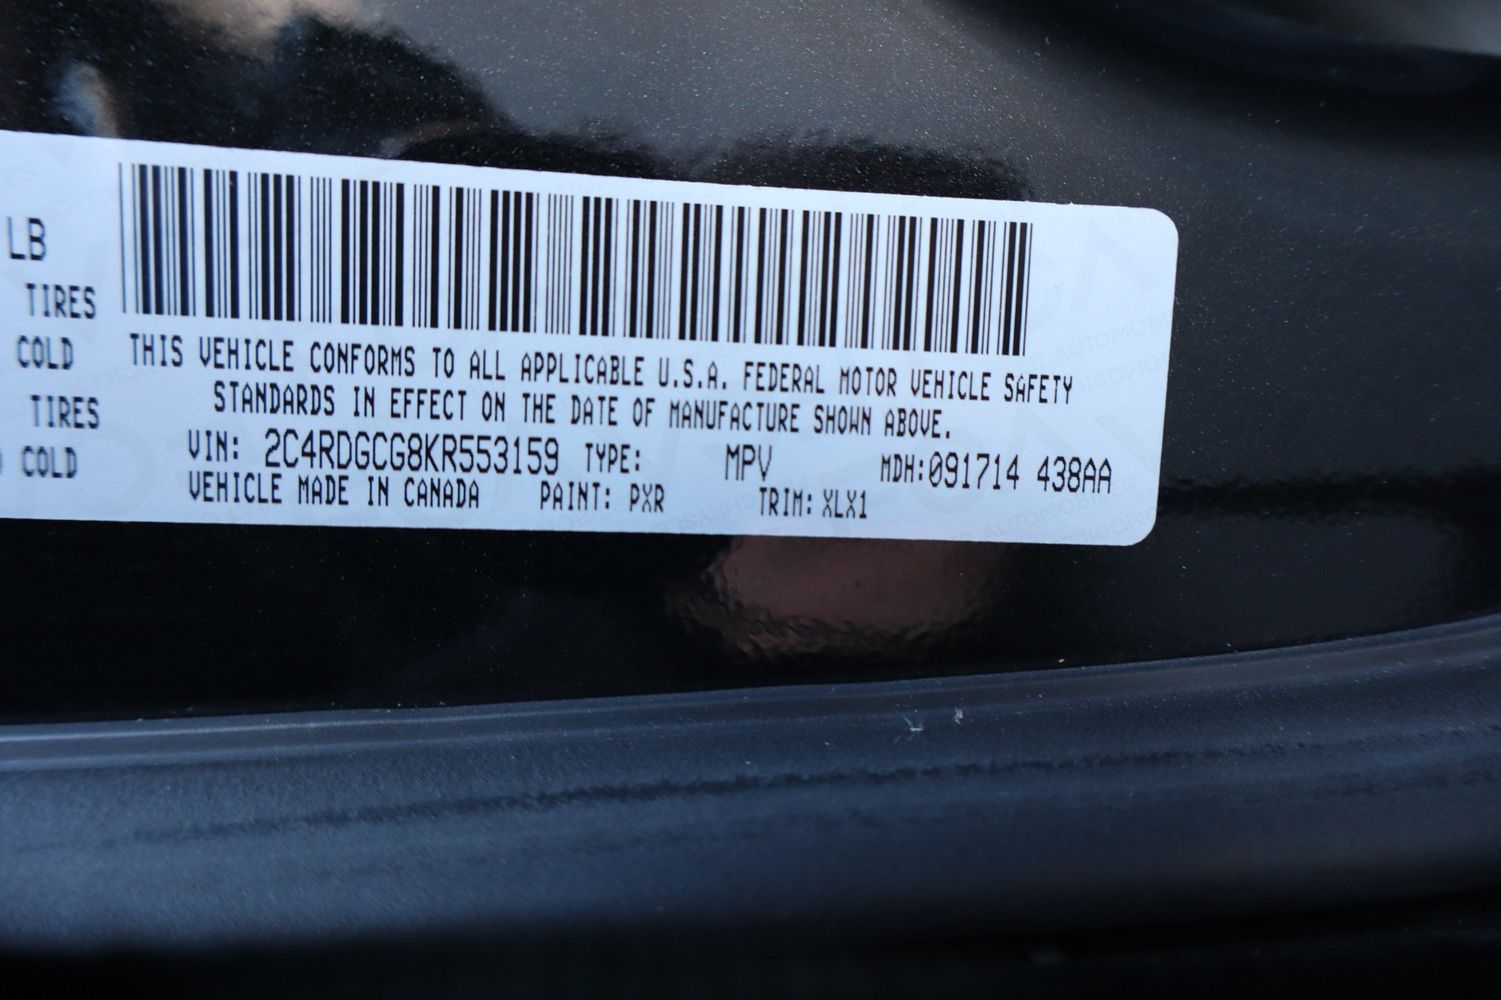 LB
TIRES
COLD
TIRES
COLD
THIS VEHICLE CONFORMS TO ALL APPLICABLE U.S.A. FEDERAL MOTOR VEHICLE SAFETY
STANDARDS IN EFFECT ON THE DATE OF MANUFACTURE SHOWN ABOVE.
VIN: 2C4RDGCG8KR553159 TYPE: MPV MDH:091714 438AA
VEHICLE MADE IN CANADA PAINT: PXR TRIM: XLX1